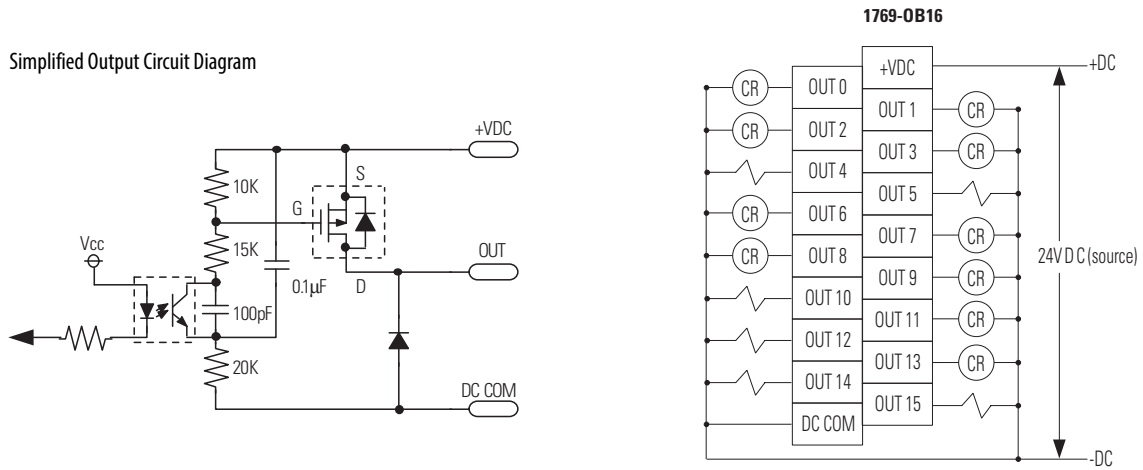 1769-OB16
Simplified Output Circuit Diagram
+VDC
S
10K
G
15K
Vcc
OUT
0.1µF
D
100pF
20K
DC COM
+VDC
+DC
CR
OUT 0
OUT 1
CR
CR
OUT 2
OUT 3
CR
OUT 4
OUT 5
CR
OUT 6
OUT 7
CR
CR
OUT 8
OUT 9
CR
24V D C (source)
OUT 10
OUT 11
CR
OUT 12
OUT 13
CR
OUT 14
OUT 15
DC COM
-DC